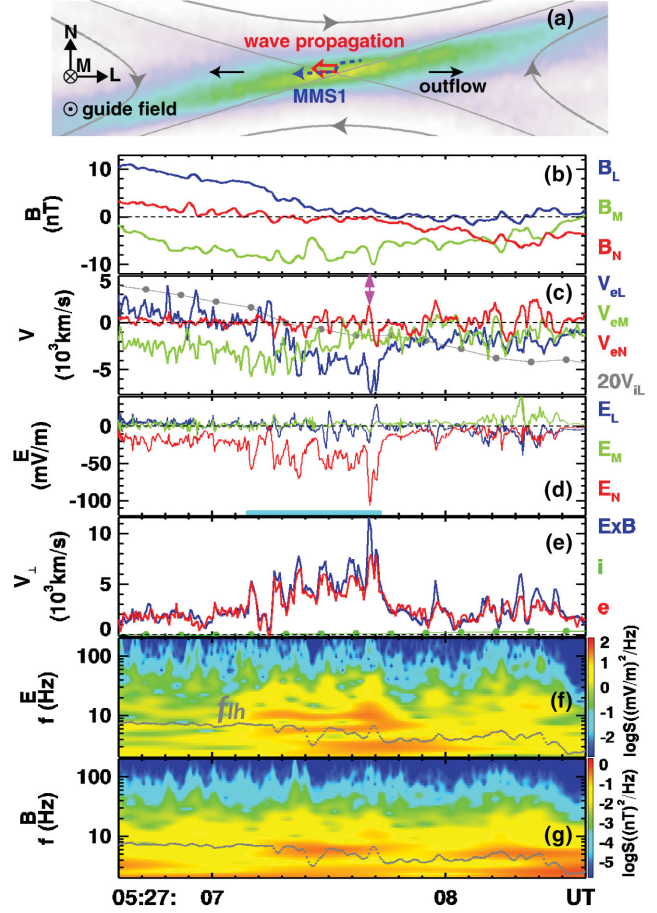 (a)
N
wave propagation
M
L
MMS1
outflow
guide field
10
0
-10
B
(nT)
(b)
B_L
B_M
B_N
5
0
-5
V
(10³km/s)
(c)
V_eL
V_eM
V_eN
20V_iL
0
-50
-100
E
(mV/m)
(d)
E_L
E_M
E_N
10
5
0
V_⊥
(10³km/s)
(e)
ExB
i
e
100
10
E
f (Hz)
f_lh
(f)
2
1
0
-1
-2
logS((mV/m)²/Hz)
100
10
B
f (Hz)
(g)
0
-1
-2
-3
-4
-5
logS((nT)²/Hz)
05:27: 07 08 UT